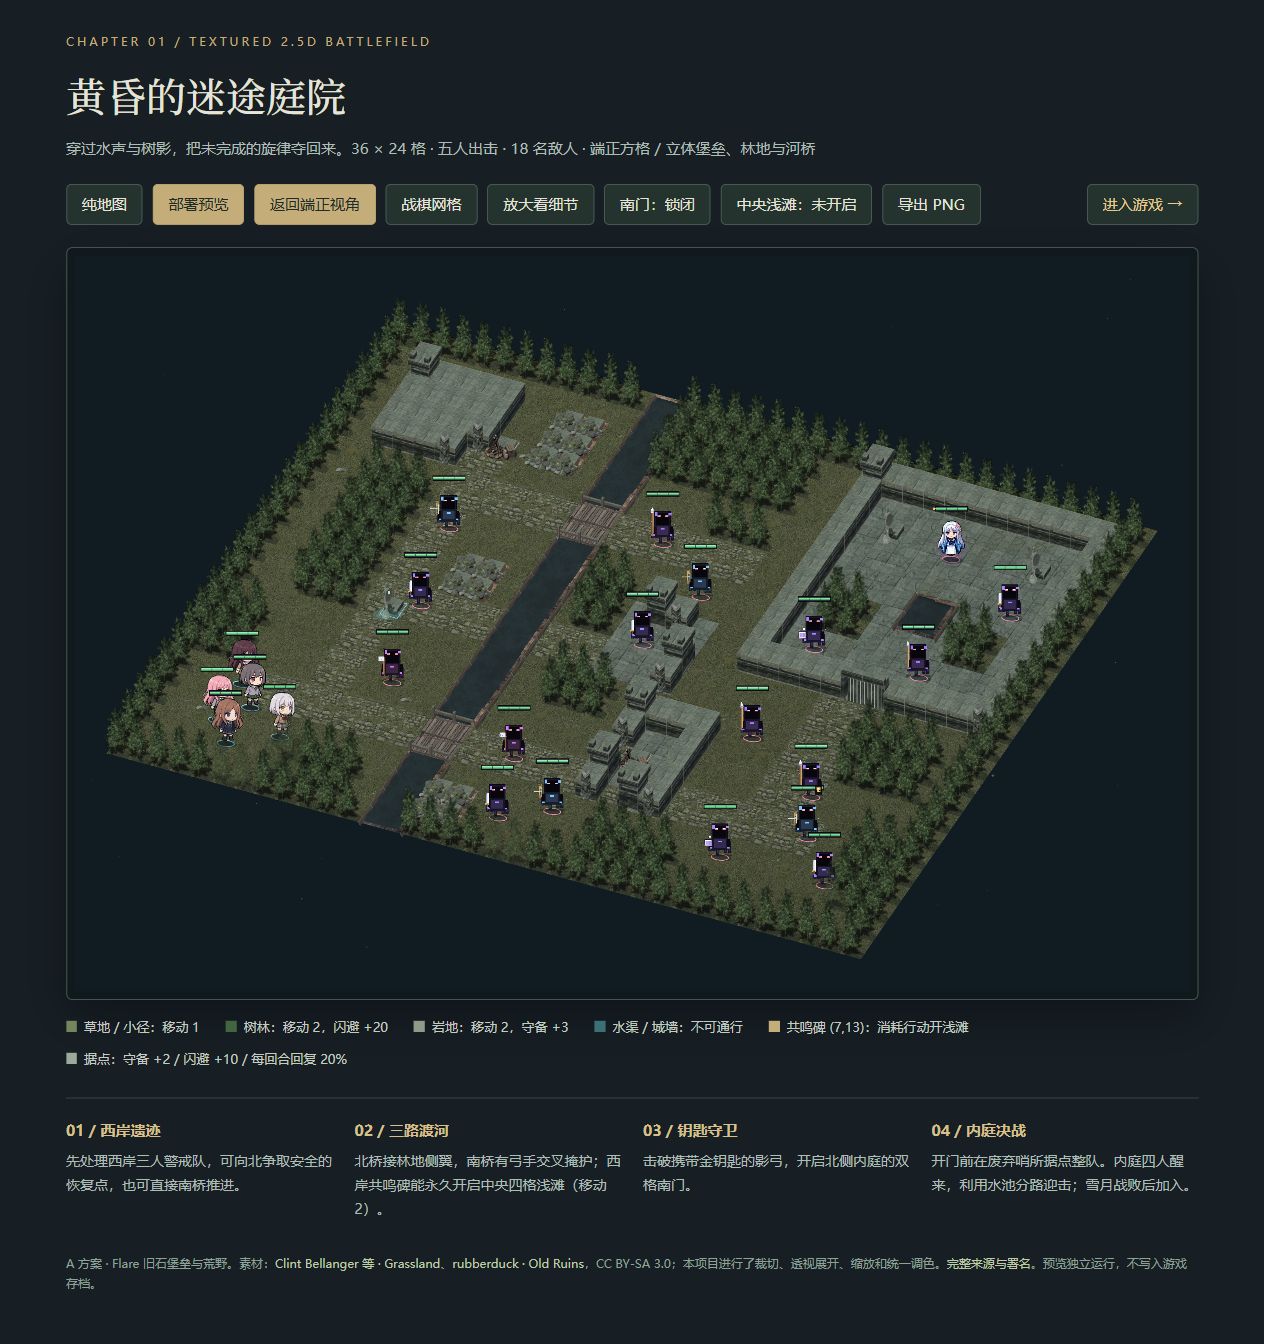 CHAPTER 01 / TEXTURED 2.5D BATTLEFIELD
黄昏的迷途庭院
穿过水声与树影，把未完成的旋律夺回来。36 × 24 格 · 五人出击 · 18 名敌人 · 端正方格 / 立体堡垒、林地与河桥
纯地图 部署预览 返回端正视角 战棋网格 放大看细节 南门：锁闭 中央浅滩：未开启 导出 PNG 进入游戏 →
草地 / 小径：移动 1 树林：移动 2，闪避 +20 岩地：移动 2，守备 +3 水渠 / 城墙：不可通行 共鸣碑 (7,13)：消耗行动开浅滩
据点：守备 +2 / 闪避 +10 / 每回合回复 20%
01 / 西岸遗迹
先处理西岸三人警戒队，可向北争取安全的
恢复点，也可直接南桥推进。
02 / 三路渡河
北桥接林地侧翼，南桥有弓手交叉掩护；西
岸共鸣碑能永久开启中央四格浅滩（移动
2）。
03 / 钥匙守卫
击破携带金钥匙的影弓，开启北侧内庭的双
格南门。
04 / 内庭决战
开门前在废弃哨所据点整队。内庭四人醒
来，利用水池分路迎击；雪月战败后加入。
A 方案 · Flare 旧石堡垒与荒野。素材：Clint Bellanger 等 · Grassland、rubberduck · Old Ruins，CC BY-SA 3.0；本项目进行了裁切、透视展开、缩放和统一调色。完整来源与署名。预览独立运行，不写入游戏
存档。